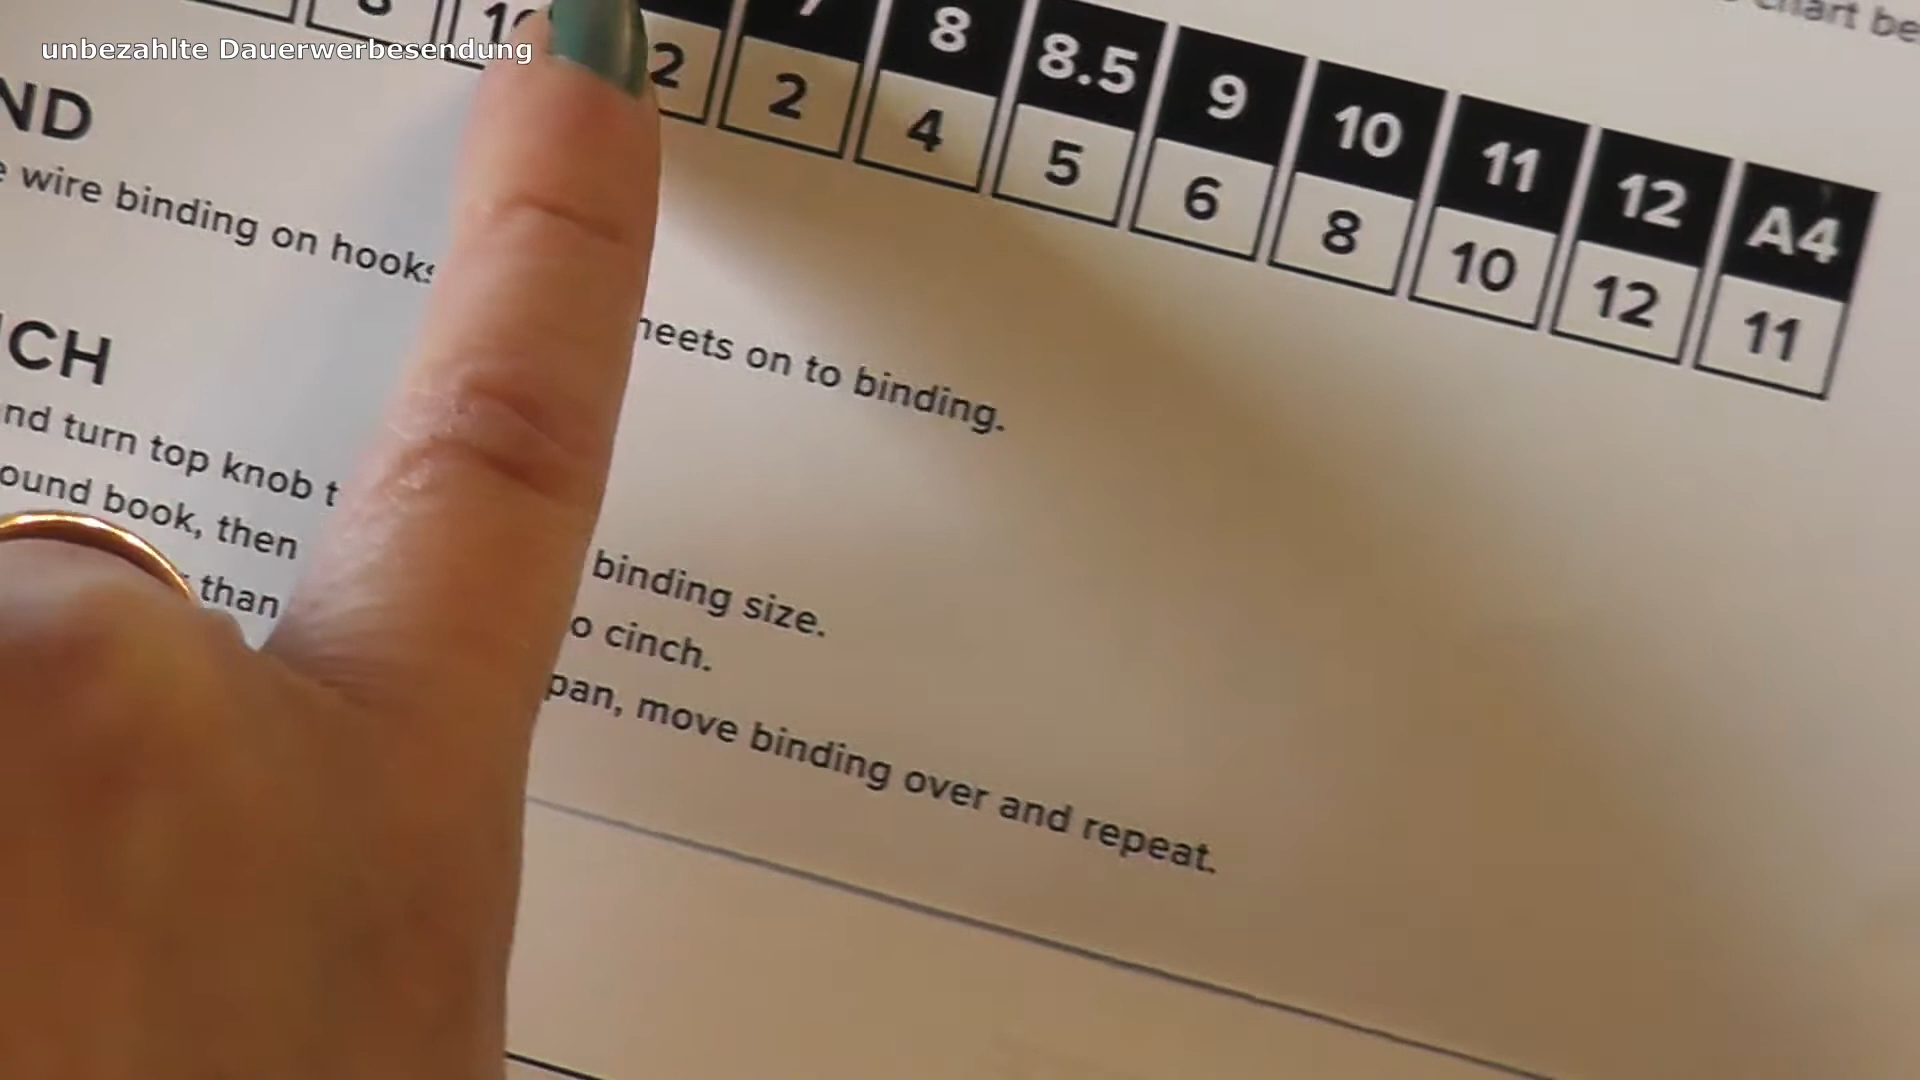 unbezahlte Dauerwerbesendung
chart be
8 8.5 9 10 11 12 A4
2 2 4 5 6 8 10 12 11
ND
wire binding on hooks
heets on to binding.
CH
nd turn top knob t
ound book, then binding size.
than o cinch.
pan, move binding over and repeat.